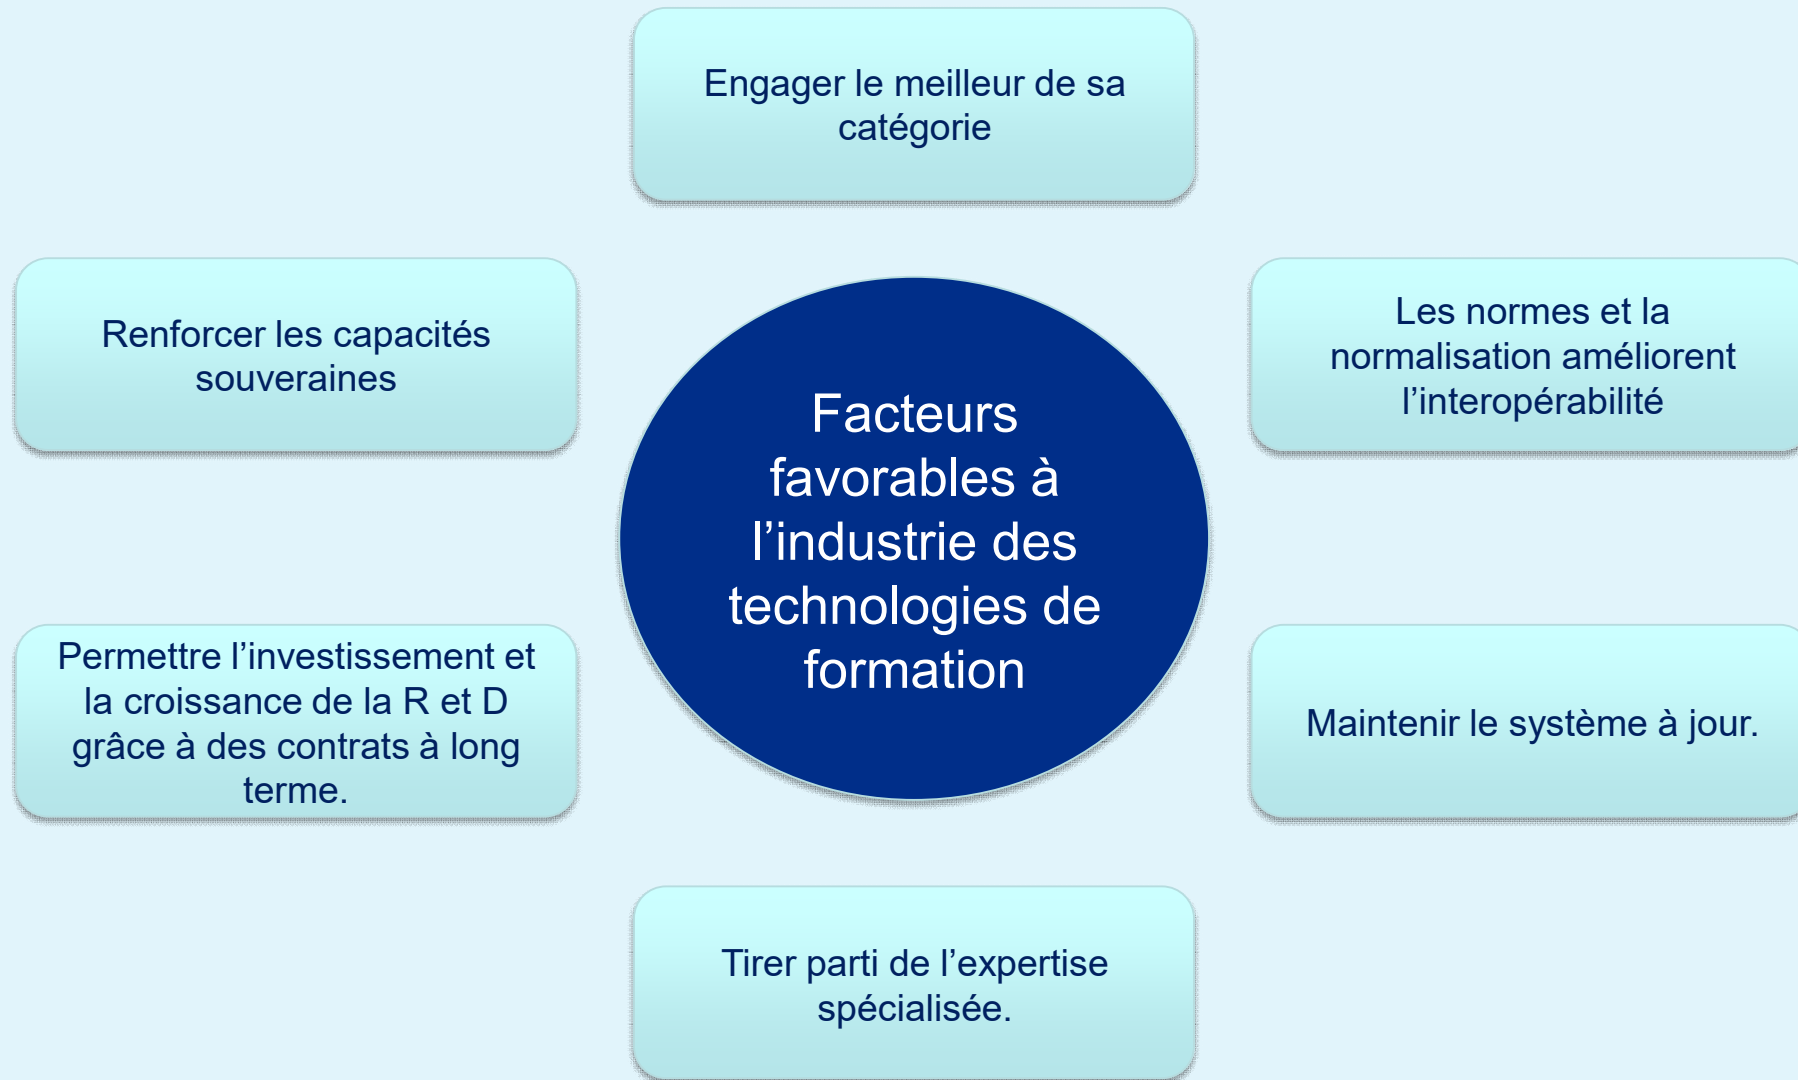 Engager le meilleur de sa
catégorie
Renforcer les capacités
souveraines
Les normes et la
normalisation améliorent
l’interopérabilité
Facteurs
favorables à
l’industrie des
technologies de
formation
Permettre l’investissement et
la croissance de la R et D
grâce à des contrats à long
terme.
Maintenir le système à jour.
Tirer parti de l’expertise
spécialisée.